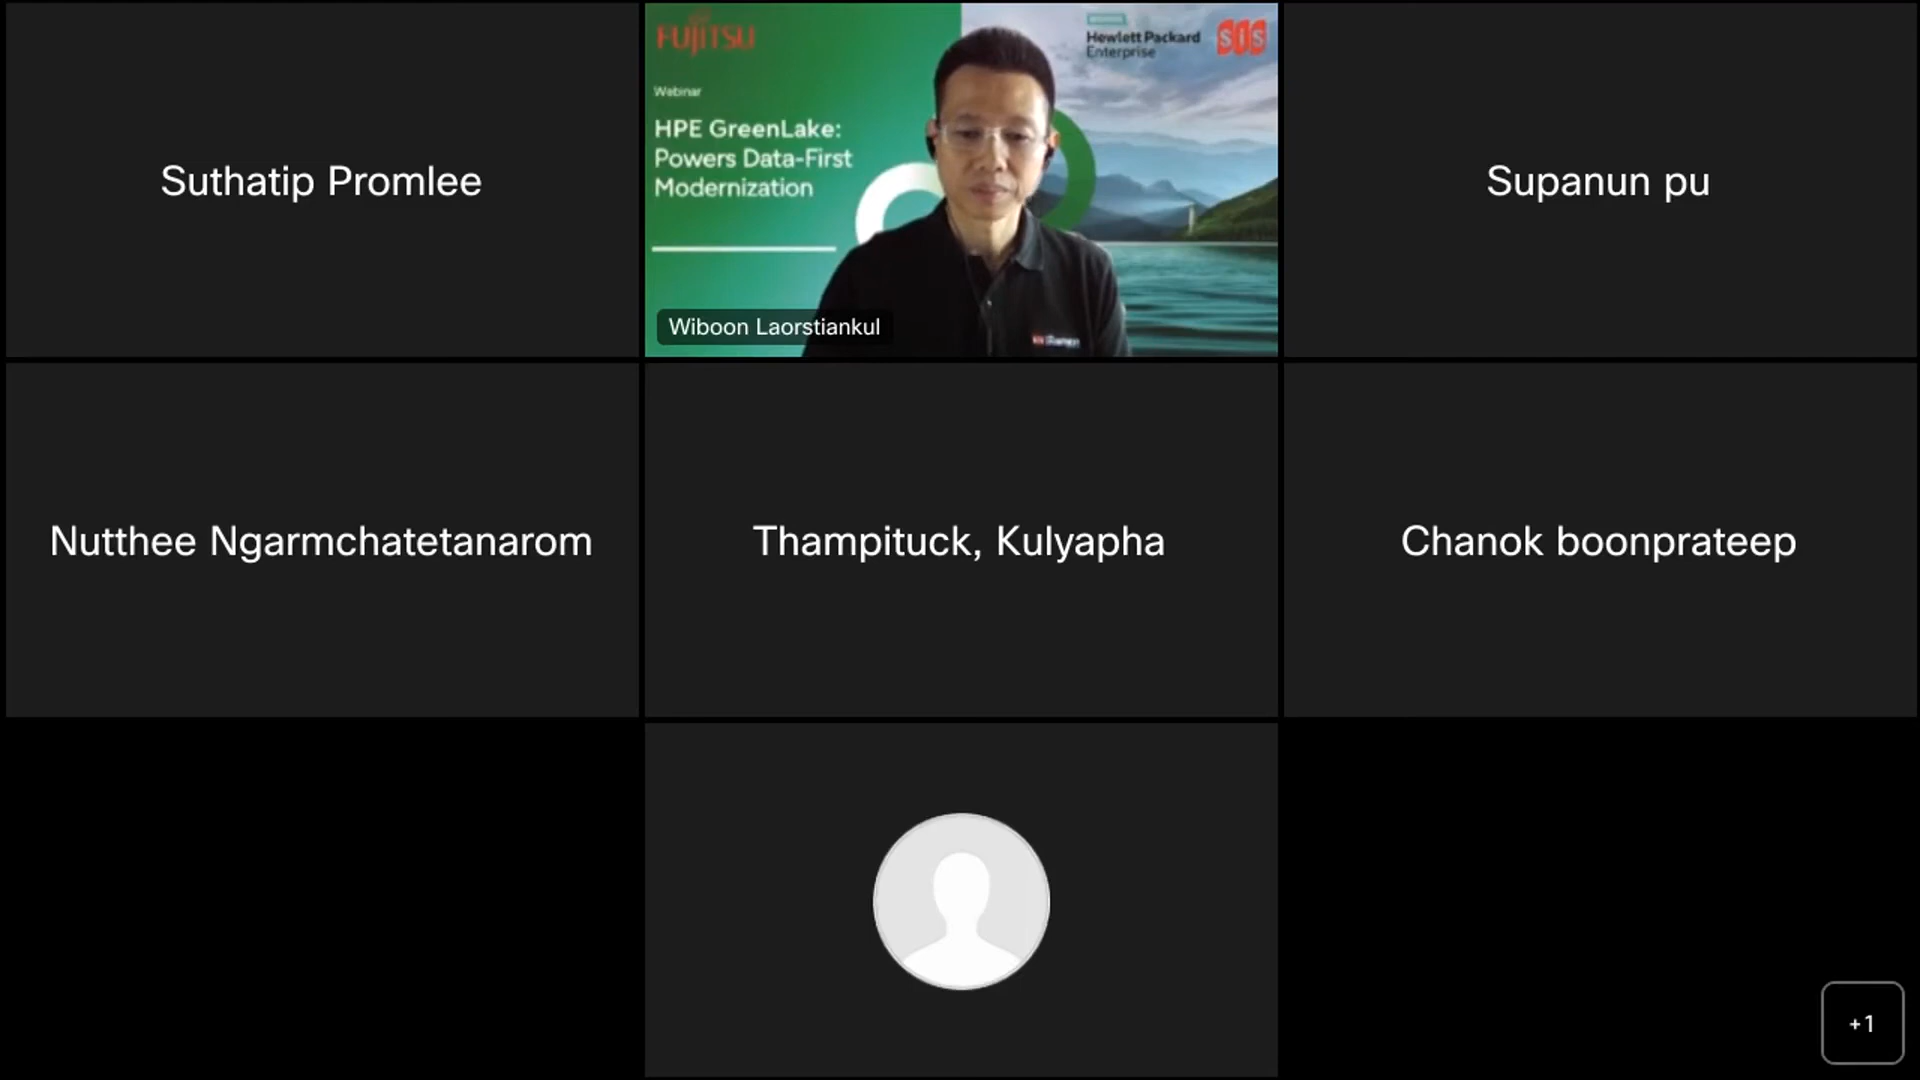 Suthatip Promlee
FUJITSU
Hewlett Packard
Enterprise
SiS
Webinar
HPE GreenLake:
Powers Data-First
Modernization
Wiboon Laorstiankul
Supanun pu
Nutthee Ngarmchatetanarom
Thampituck, Kulyapha
Chanok boonprateep
+1